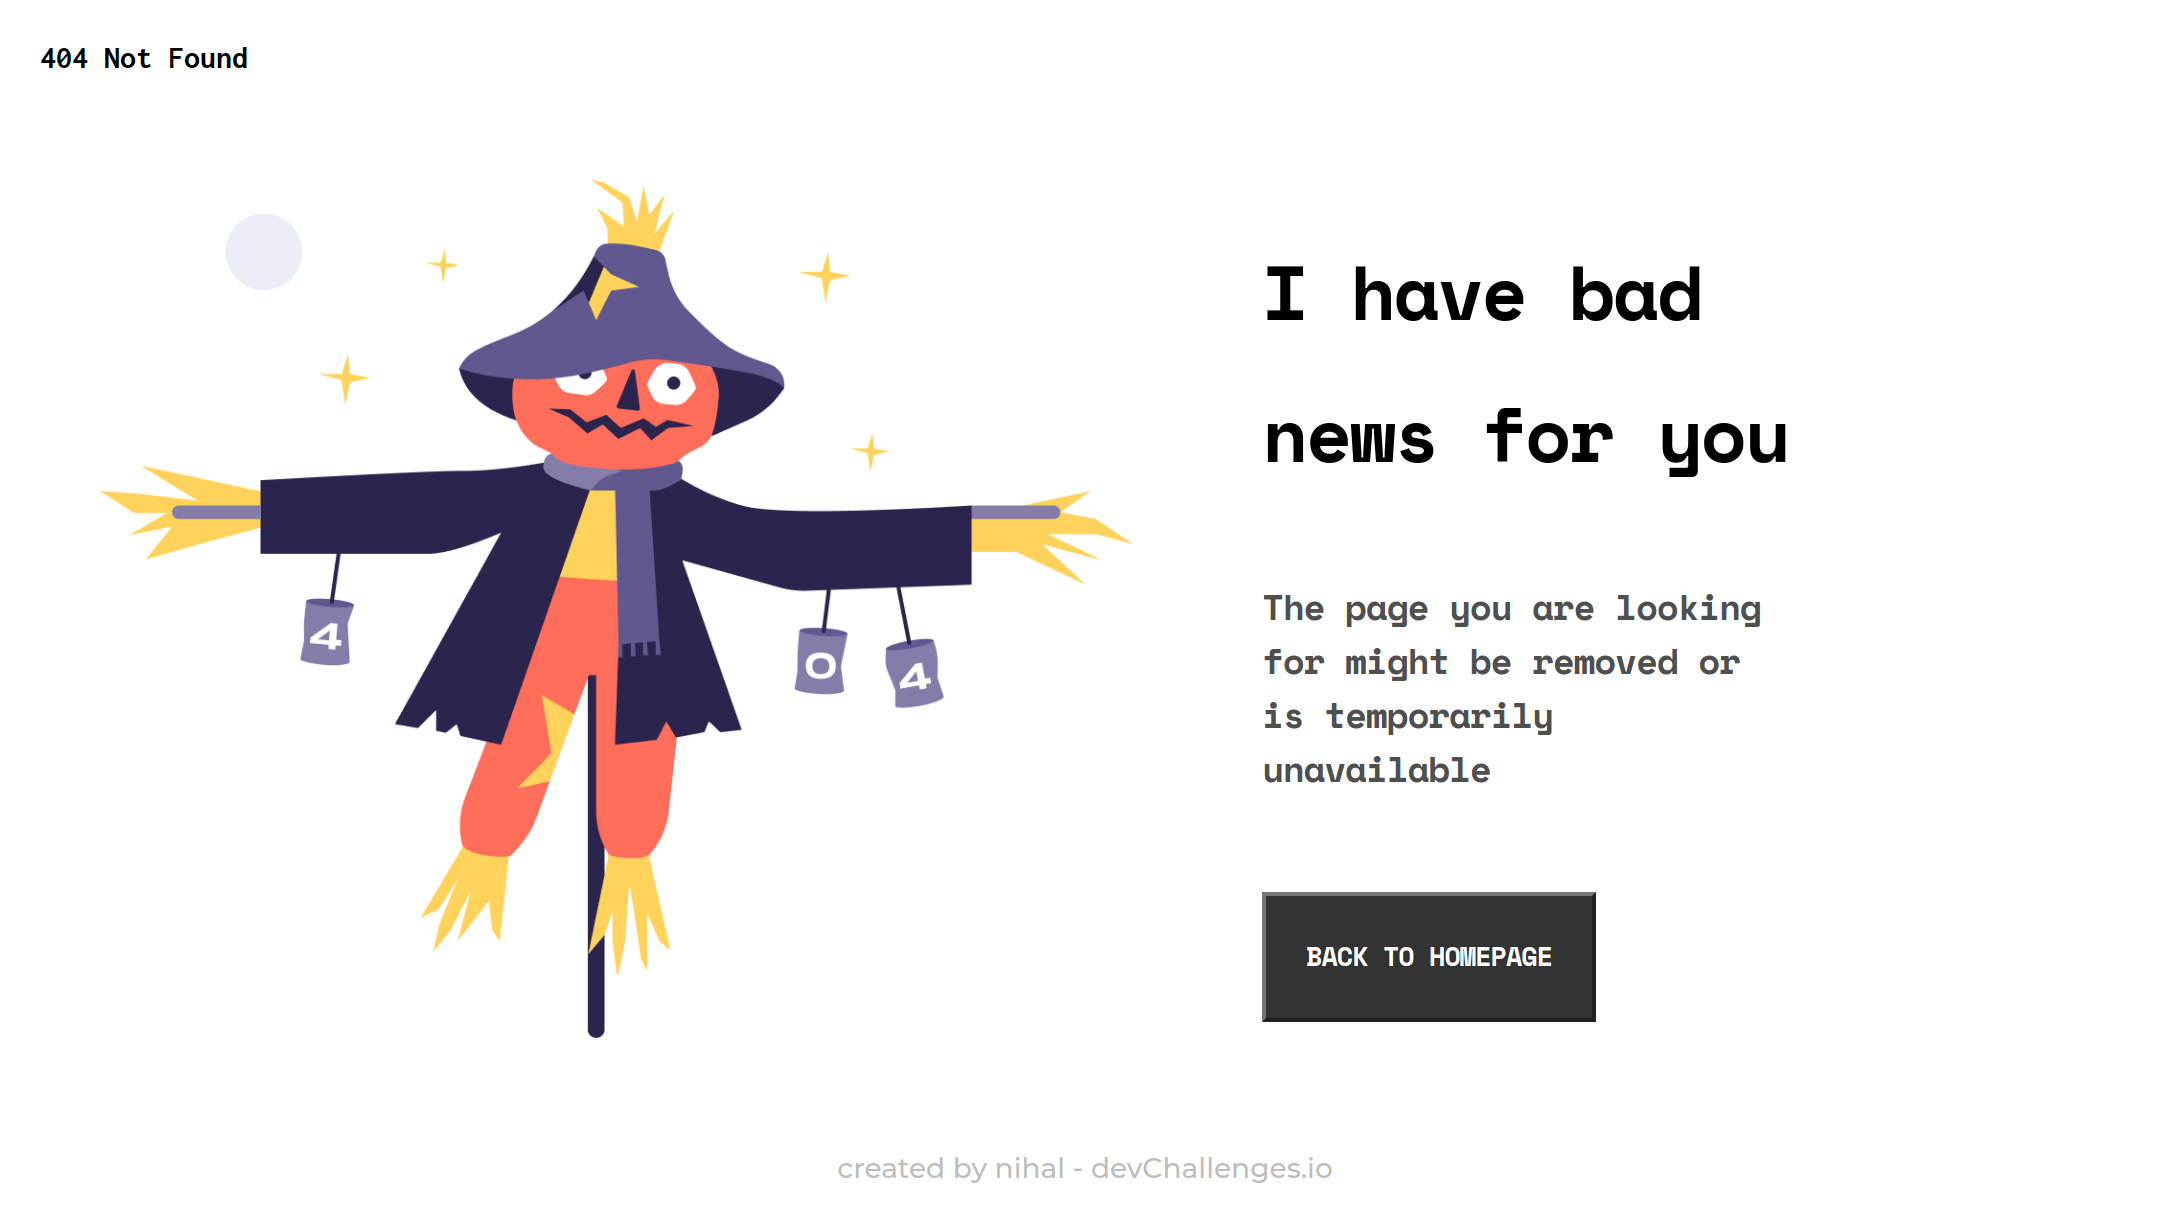 404 Not Found
I have bad
news for you
The page you are looking
for might be removed or
is temporarily
unavailable
4
0
4
BACK TO HOMEPAGE
created by nihal - devChallenges.io